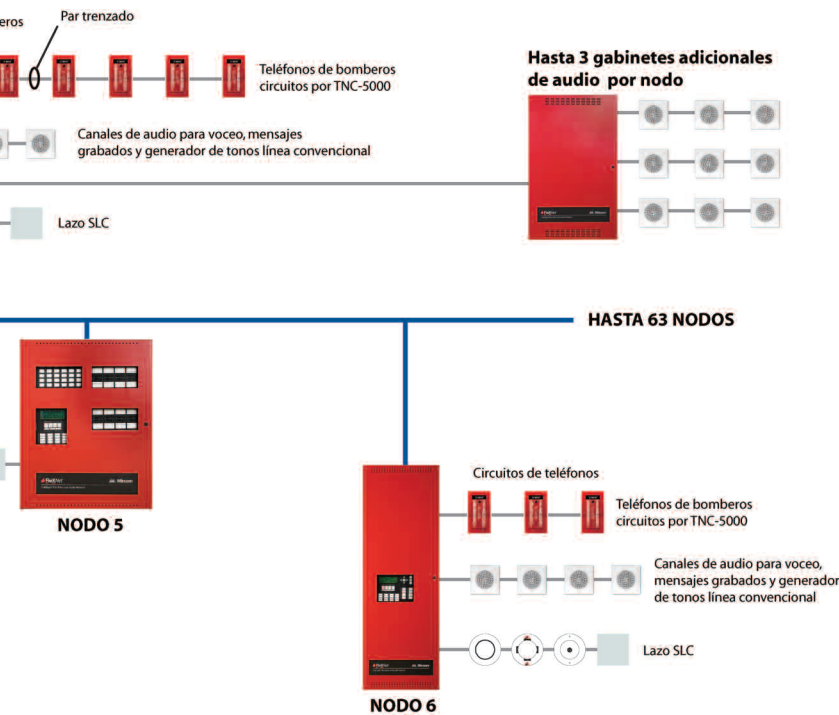 eros
Par trenzado
Teléfonos de bomberos
circuitos por TNC-5000
Hasta 3 gabinetes adicionales
de audio por nodo
Canales de audio para voceo, mensajes
grabados y generador de tonos línea convencional
Lazo SLC
HASTA 63 NODOS
NODO 5
Circuitos de teléfonos
Teléfonos de bomberos
circuitos por TNC-5000
Canales de audio para voceo,
mensajes grabados y generador
de tonos línea convencional
Lazo SLC
NODO 6